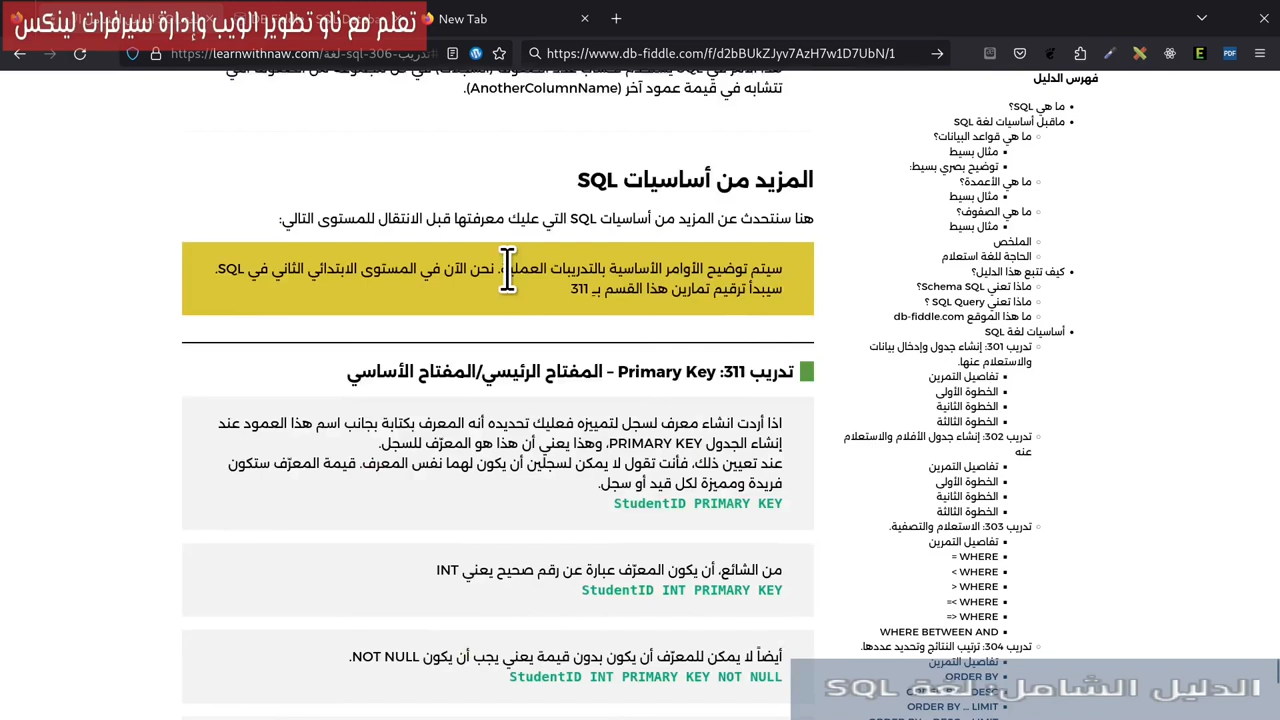 تعلم مع ناو تطوير الويب وإدارة سيرفرات لينكس
New Tab
https://www.db-fiddle.com/f/d2bBUkZJyv7AzH7v1D7UbN/1
تتشابه في قيمة عمود آخر (AnotherColumnName).
المزيد من أساسيات SQL
هنا سنتحدث عن المزيد من أساسيات SQL التي عليك معرفتها قبل الانتقال للمستوى التالي:
سيتم توضيح الأوامر الأساسية بالتدريبات العملية. نحن الآن في المستوى الابتدائي الثاني في SQL.
سيبدأ ترقيم تمارين هذا القسم بـ 311
تدريب 311: Primary Key – المفتاح الرئيسي/المفتاح الأساسي
اذا أردت انشاء معرف لسجل لتمييزه فعليك تحديده أنه المعرف بكتابة بجانب اسم هذا العمود عند
إنشاء الجدول PRIMARY KEY، وهذا يعني أن هذا هو المعرّف للسجل.
عند تعيين ذلك، فأنت تقول لا يمكن لسجلين أن يكون لهما نفس المعرف. قيمة المعرّف ستكون
فريدة ومميزة لكل قيد أو سجل.
StudentID PRIMARY KEY
من الشائع، أن يكون المعرّف عبارة عن رقم صحيح يعني INT
StudentID INT PRIMARY KEY
أيضاً لا يمكن للمعرّف أن يكون بدون قيمة يعني يجب أن يكون NOT NULL.
StudentID INT PRIMARY KEY NOT NULL
فهرس الدليل
ما هي SQL؟
ماقبل أساسيات لغة SQL
ما هي قواعد البيانات؟
مثال بسيط
توضيح بصري بسيط:
ما هي الأعمدة؟
مثال بسيط
ما هي الصفوف؟
مثال بسيط
الملخص
الحاجة للغة استعلام
كيف تتبع هذا الدليل؟
ماذا تعني Schema SQL؟
ماذا تعني SQL Query ؟
ما هذا الموقع db-fiddle.com
أساسيات لغة SQL
تدريب 301: إنشاء جدول وإدخال بيانات
والاستعلام عنها.
تفاصيل التمرين
الخطوة الأولى
الخطوة الثانية
الخطوة الثالثة
تدريب 302: إنشاء جدول الأفلام والاستعلام
عنه
تفاصيل التمرين
الخطوة الأولى
الخطوة الثانية
الخطوة الثالثة
تدريب 303: الاستعلام والتصفية.
تفاصيل التمرين
= WHERE
< WHERE
> WHERE
=< WHERE
=> WHERE
WHERE BETWEEN AND
تدريب 304: ترتيب النتائج وتحديد عددها.
تفاصيل التمرين
ORDER BY
ORDER BY ... LIMIT
الدليل الشامل: لغة SQL